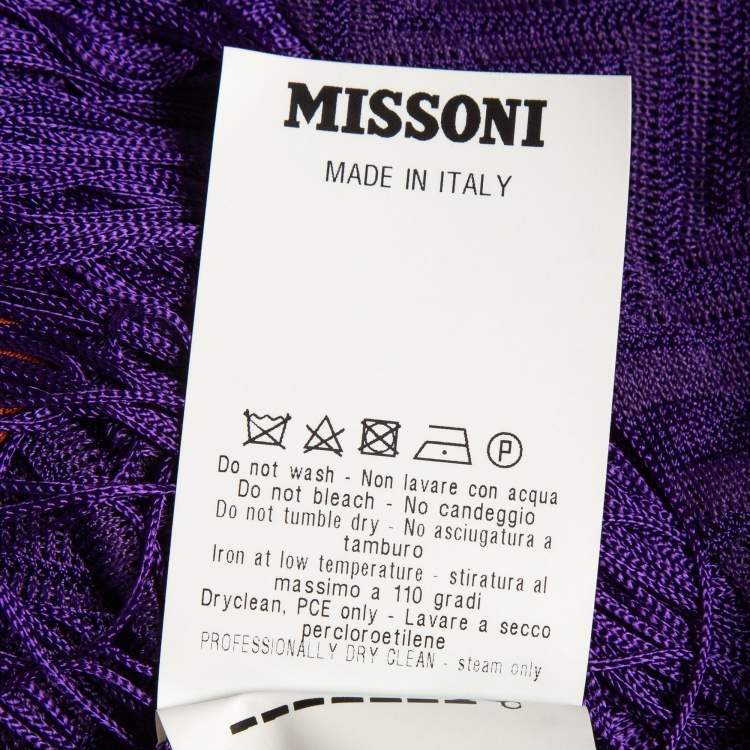 MISSONI
MADE IN ITALY
P
Do not wash - Non lavare con acqua
Do not bleach - No candeggio
Do not tumble dry - No asciugatura a
tamburo
Iron at low temperature - stiratura al
massimo a 110 gradi
Dryclean, PCE only - Lavare a secco
percloroetilene
PROFESSIONALLY DRY CLEAN - steam only